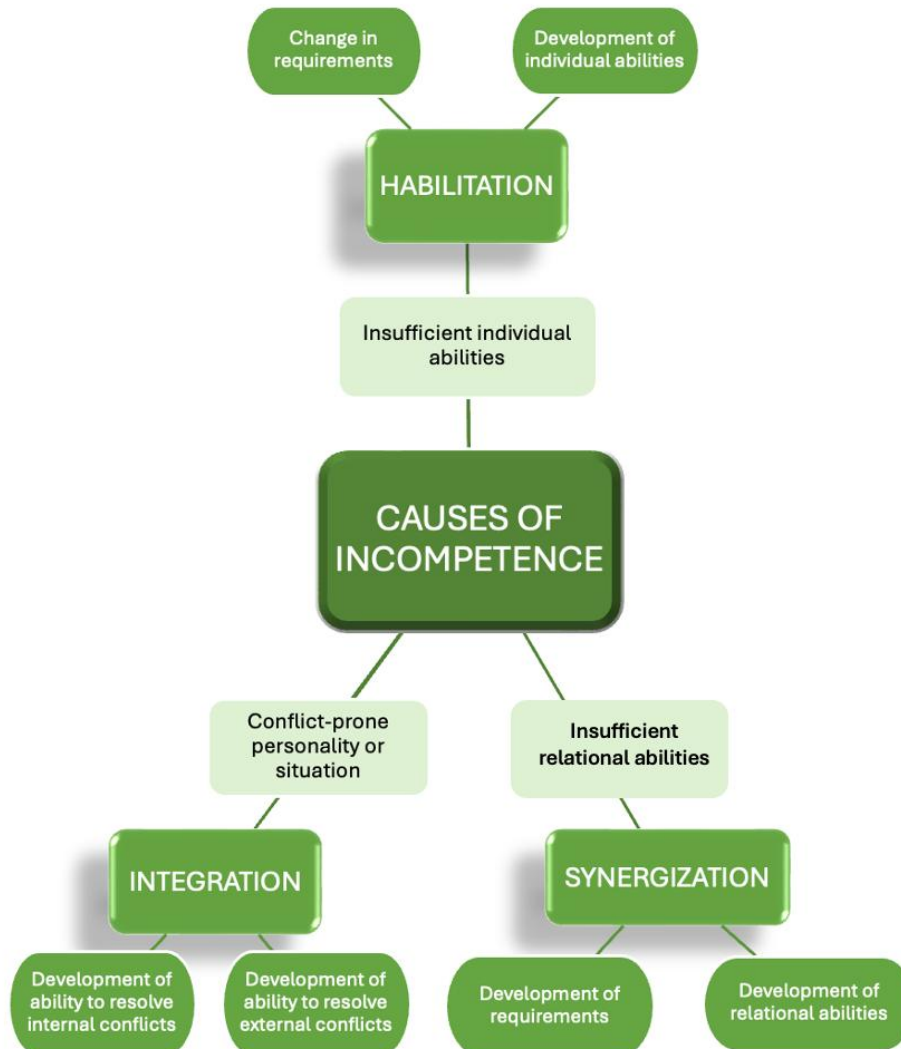 Change in
requirements
Development of
individual abilities
HABILITATION
Insufficient individual
abilities
CAUSES OF
INCOMPETENCE
Conflict-prone
personality or
situation
Insufficient
relational abilities
INTEGRATION
SYNERGIZATION
Development of
ability to resolve
internal conflicts
Development of
ability to resolve
external conflicts
Development of
requirements
Development of
relational abilities